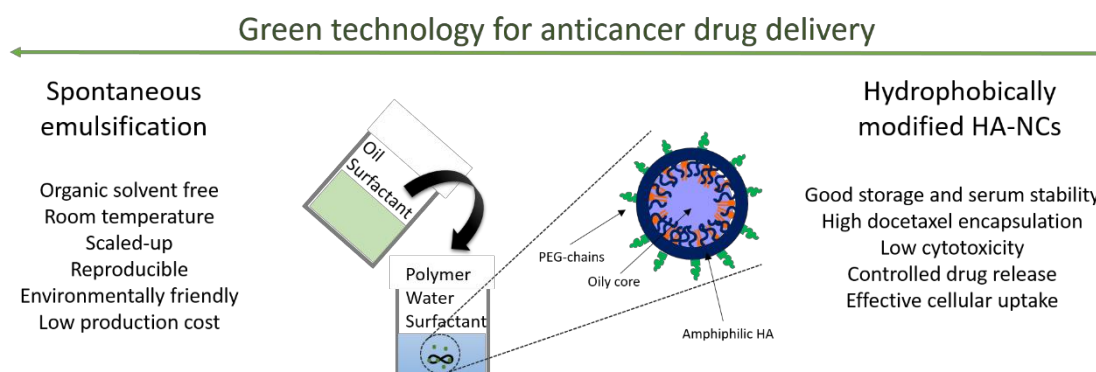 Green technology for anticancer drug delivery
Spontaneous
emulsification
Organic solvent free
Room temperature
Scaled-up
Reproducible
Environmentally friendly
Low production cost
Oil
Surfactant
Polymer
Water
Surfactant
PEG-chains
Oily core
Amphiphilic HA
Hydrophobically
modified HA-NCs
Good storage and serum stability
High docetaxel encapsulation
Low cytotoxicity
Controlled drug release
Effective cellular uptake